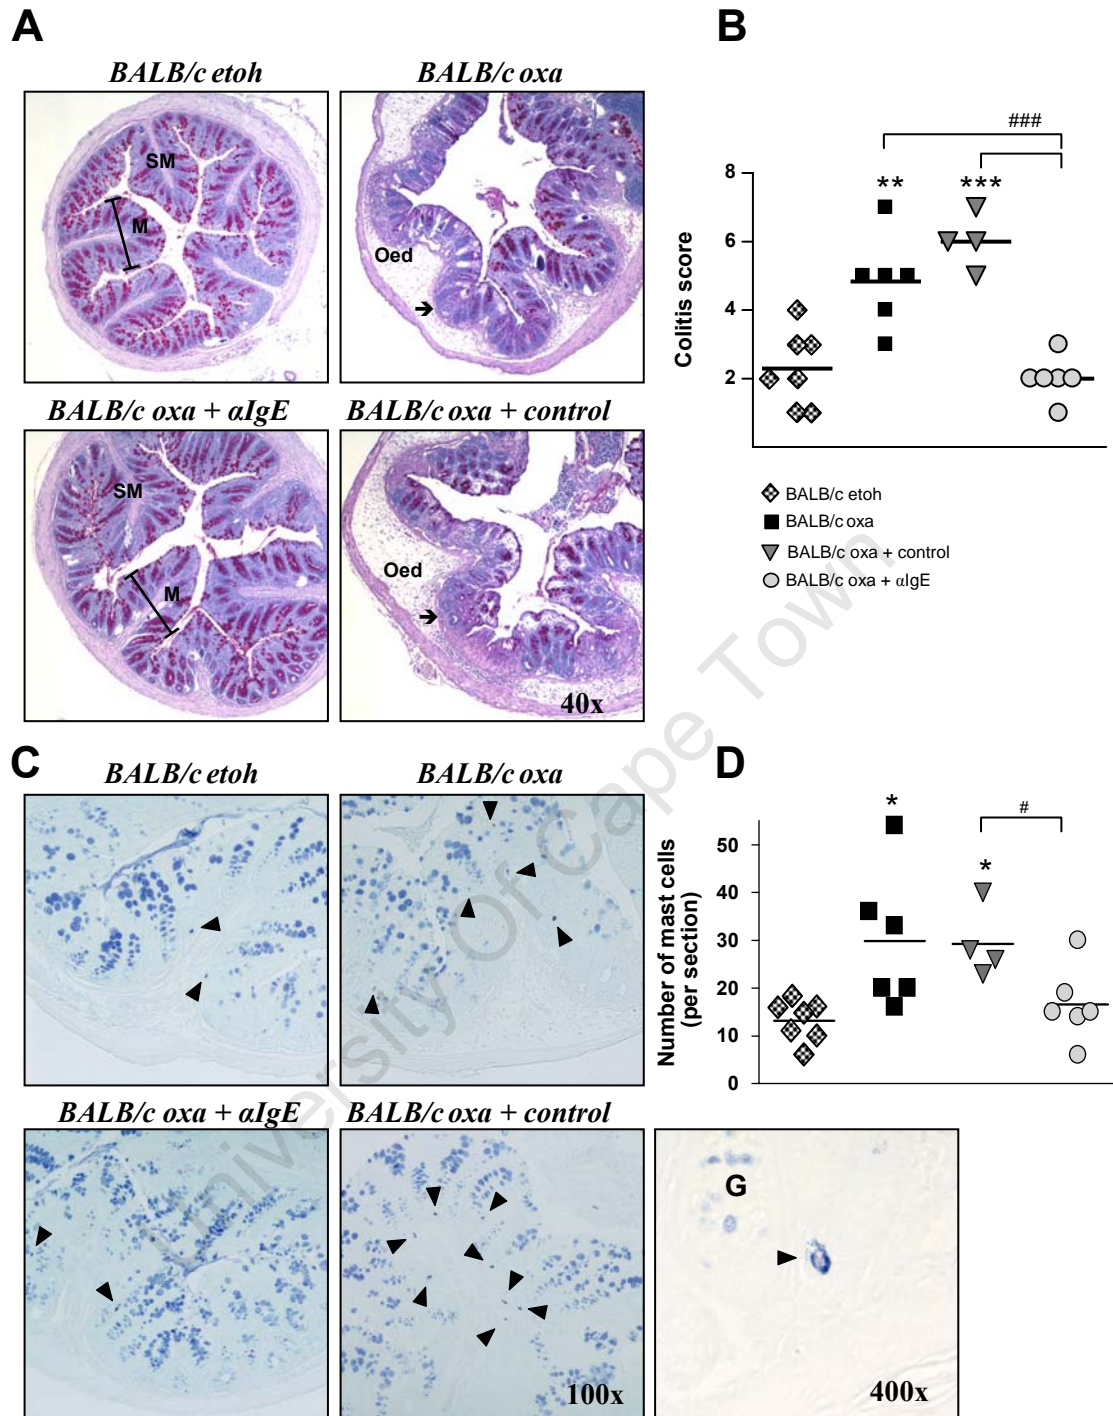 A
BALB/c etoh
BALB/c oxa
SM
M
Oed
BALB/c oxa + αIgE
BALB/c oxa + control
SM
M
Oed
40x
B
###
** ***
8
6
4
2
Colitis score
BALB/c etoh
BALB/c oxa
BALB/c oxa + control
BALB/c oxa + αIgE
C
BALB/c etoh
BALB/c oxa
BALB/c oxa + αIgE
BALB/c oxa + control
100x
G
400x
D
*
#
*
50
40
30
20
10
0
Number of mast cells
(per section)
University Of Cape Town